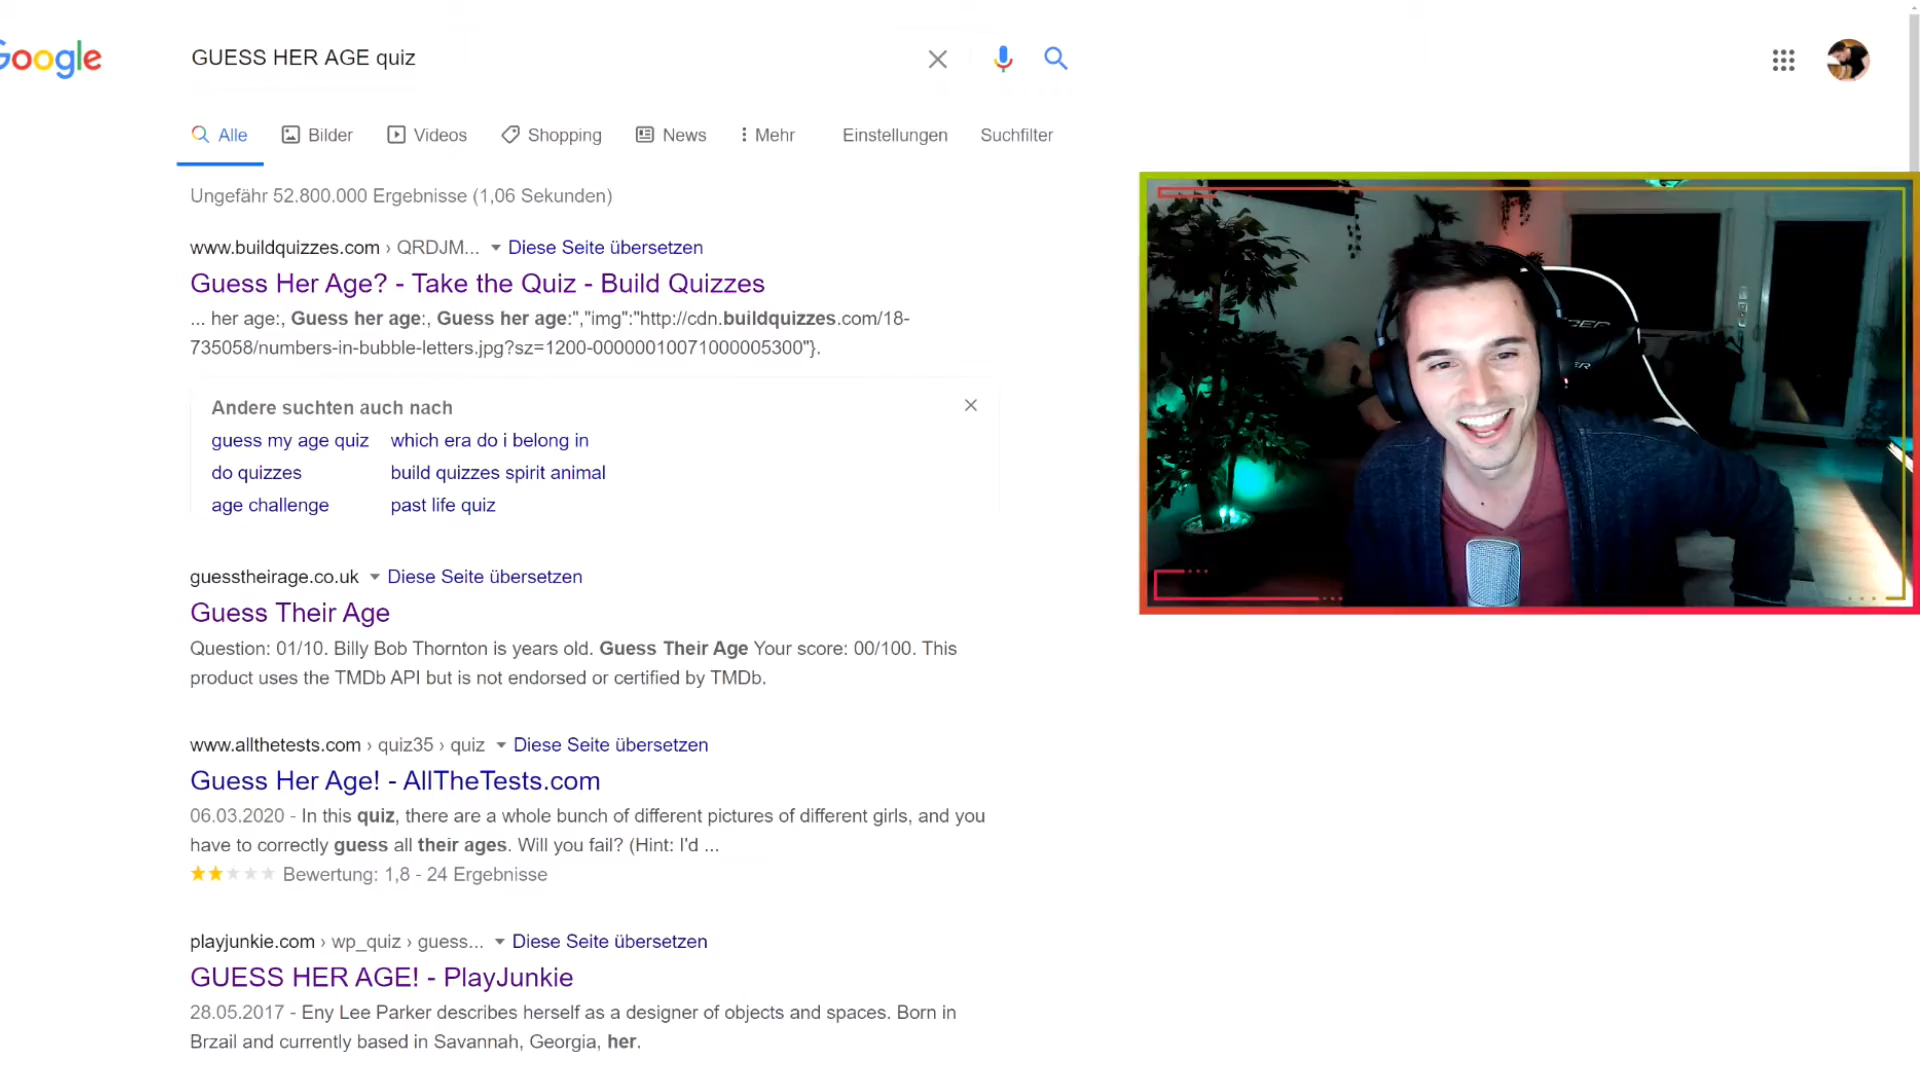 Google
GUESS HER AGE quiz
Alle Bilder Videos Shopping News Mehr Einstellungen Suchfilter
Ungefähr 52.800.000 Ergebnisse (1,06 Sekunden)
www.buildquizzes.com › QRDJM... Diese Seite übersetzen
Guess Her Age? - Take the Quiz - Build Quizzes
... her age:, Guess her age:, Guess her age:","img":"http://cdn.buildquizzes.com/18-
735058/numbers-in-bubble-letters.jpg?sz=1200-00000010071000005300"}.
Andere suchten auch nach
guess my age quiz which era do i belong in
do quizzes build quizzes spirit animal
age challenge past life quiz
guesstheirage.co.uk Diese Seite übersetzen
Guess Their Age
Question: 01/10. Billy Bob Thornton is years old. Guess Their Age Your score: 00/100. This
product uses the TMDb API but is not endorsed or certified by TMDb.
www.allthetests.com › quiz35 › quiz Diese Seite übersetzen
Guess Her Age! - AllTheTests.com
06.03.2020 - In this quiz, there are a whole bunch of different pictures of different girls, and you
have to correctly guess all their ages. Will you fail? (Hint: I'd ...
Bewertung: 1,8 - 24 Ergebnisse
playjunkie.com › wp_quiz › guess... Diese Seite übersetzen
GUESS HER AGE! - PlayJunkie
28.05.2017 - Eny Lee Parker describes herself as a designer of objects and spaces. Born in
Brzail and currently based in Savannah, Georgia, her.